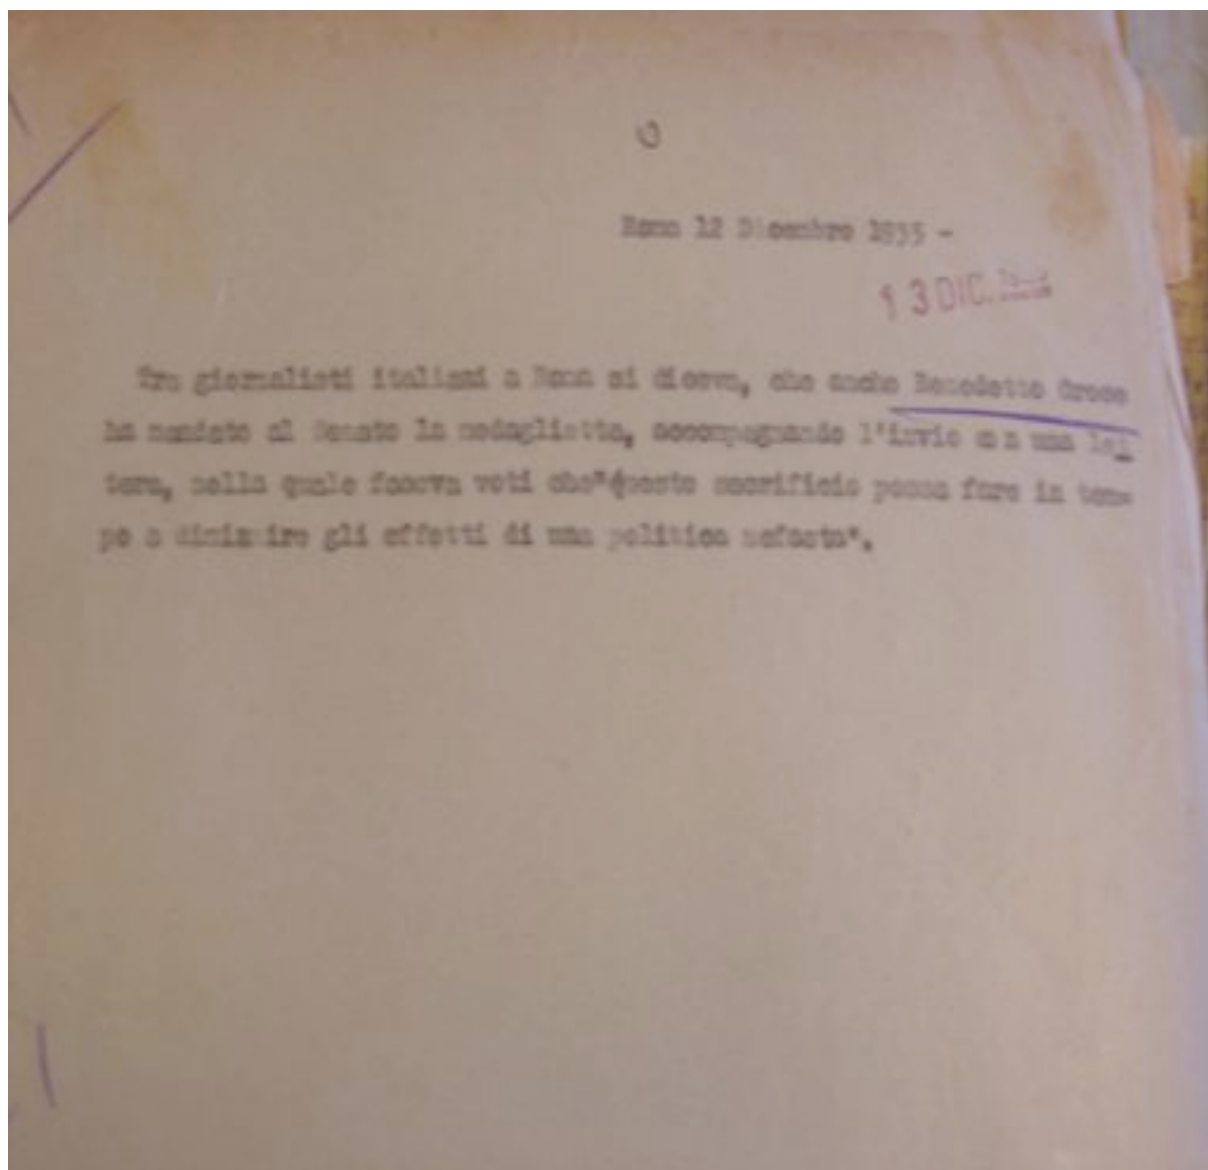 Roma 12 Dicembre 1935 -
13 DIC.
Tra giornalisti italiani a Roma si diceva, che anche Benedetto Croce
ha mandato al Senato la medaglietta, accompagnando l'invio con una let
tera, nella quale faceva voti che "questo sacrificio possa fare in tem-
po a diminuire gli effetti di una politica nefasta".